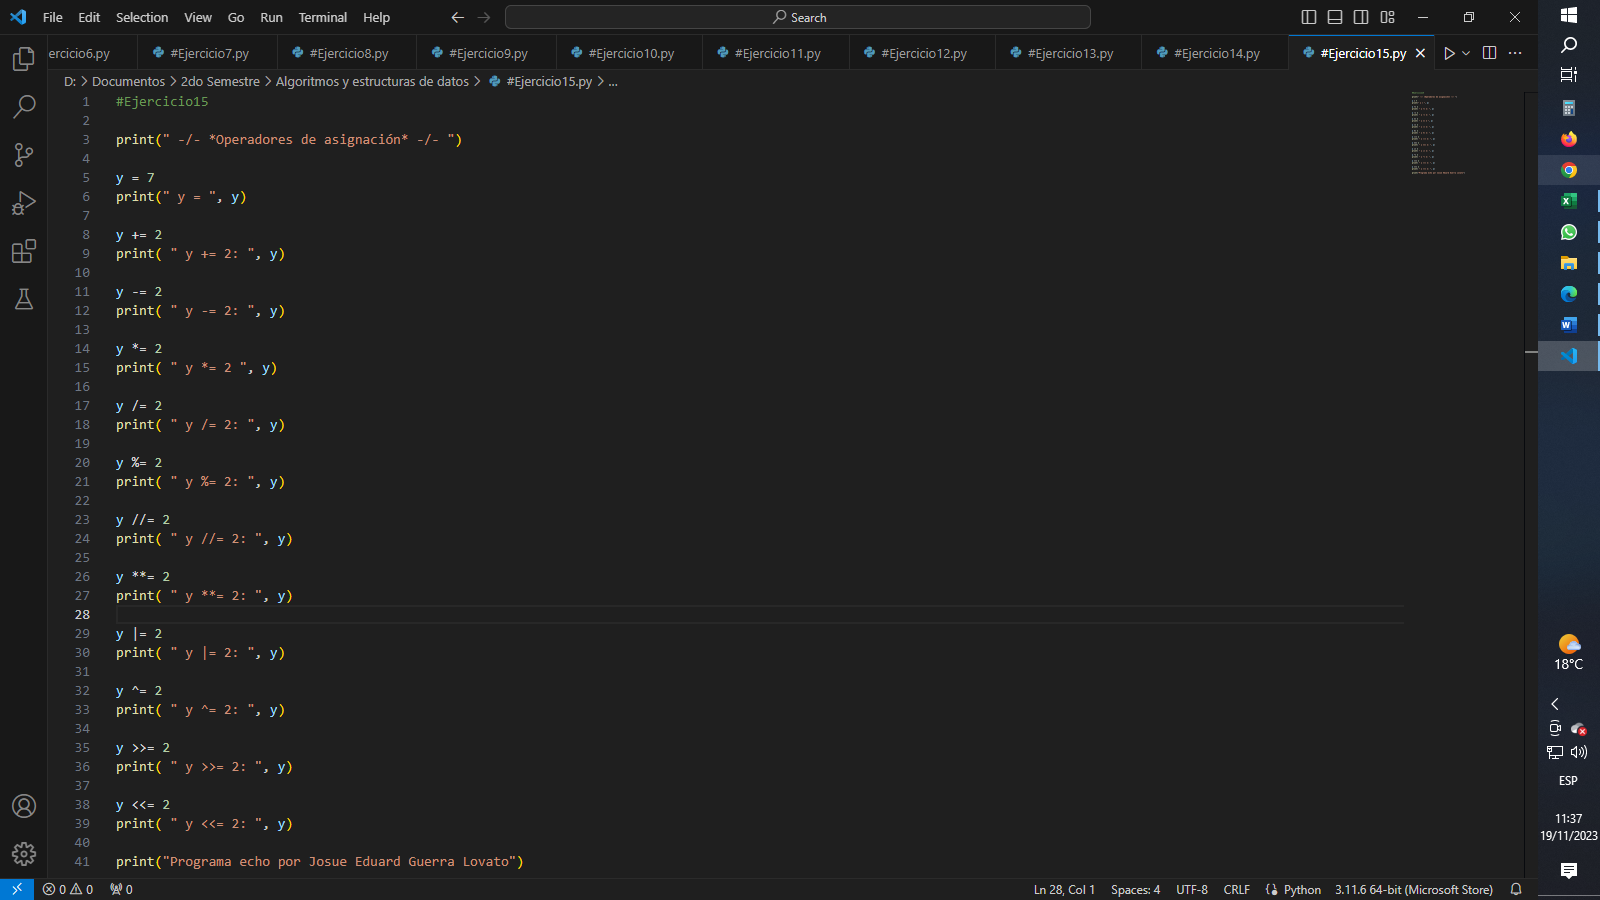 File Edit Selection View Go Run Terminal Help
Search
ercicio6.py #Ejercicio7.py #Ejercicio8.py #Ejercicio9.py #Ejercicio10.py #Ejercicio11.py #Ejercicio12.py #Ejercicio13.py #Ejercicio14.py #Ejercicio15.py
D: > Documentos > 2do Semestre > Algoritmos y estructuras de datos > #Ejercicio15.py > ...
1 #Ejercicio15
2
3 print(" -/- *Operadores de asignación* -/- ")
4
5 y = 7
6 print(" y = ", y)
7
8 y += 2
9 print( " y += 2: ", y)
10
11 y -= 2
12 print( " y -= 2: ", y)
13
14 y *= 2
15 print( " y *= 2 ", y)
16
17 y /= 2
18 print( " y /= 2: ", y)
19
20 y %= 2
21 print( " y %= 2: ", y)
22
23 y //= 2
24 print( " y //= 2: ", y)
25
26 y **= 2
27 print( " y **= 2: ", y)
28
29 y |= 2
30 print( " y |= 2: ", y)
31
32 y ^= 2
33 print( " y ^= 2: ", y)
34
35 y >>= 2
36 print( " y >>= 2: ", y)
37
38 y <<= 2
39 print( " y <<= 2: ", y)
40
41 print("Programa echo por Josue Eduard Guerra Lovato")
0 0 0
Ln 28, Col 1 Spaces: 4 UTF-8 CRLF Python 3.11.6 64-bit (Microsoft Store)
18°C
ESP
11:37
19/11/2023